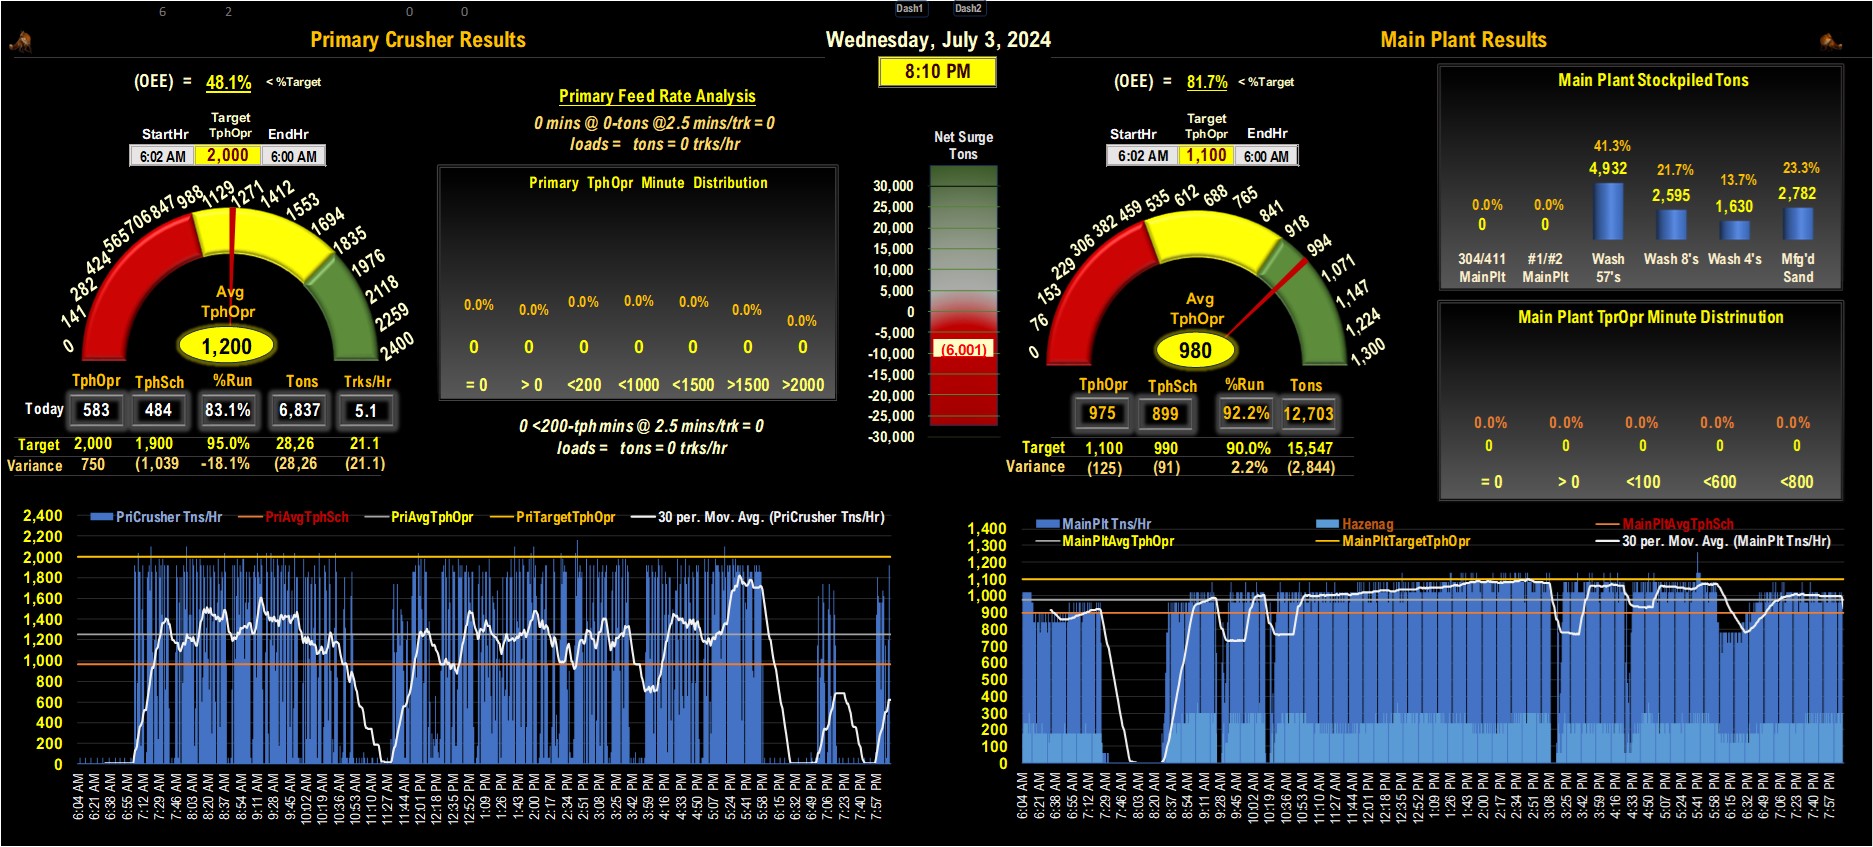 6 2 0 0 Dash1 Dash2
Primary Crusher Results
Wednesday, July 3, 2024
Main Plant Results
8:10 PM
(OEE) = 48.1% < %Target
Target
StartHr TphOpr EndHr
6:02 AM 2,000 6:00 AM
0 141 282 424 565 706 847 988 1129 1271 1412 1553 1694 1835 1976 2118 2259 2400
Avg
TphOpr
1,200
TphOpr TphSch %Run Tons Trks/Hr
Today 583 484 83.1% 6,837 5.1
Target 2,000 1,900 95.0% 28,26 21.1
Variance 750 (1,039 -18.1% (28,26 (21.1)
Primary Feed Rate Analysis
0 mins @ 0-tons @2.5 mins/trk = 0
loads = tons = 0 trks/hr
Primary TphOpr Minute Distribution
0.0% 0.0% 0.0% 0.0% 0.0% 0.0% 0.0%
0 0 0 0 0 0 0
= 0 > 0 <200 <1000 <1500 >1500 >2000
0 <200-tph mins @ 2.5 mins/trk = 0
loads = tons = 0 trks/hr
Net Surge
Tons
30,000
25,000
20,000
15,000
10,000
5,000
0
-5,000
-10,000
-15,000
-20,000
-25,000
-30,000
(6,001)
(OEE) = 81.7% < %Target
Target
StartHr TphOpr EndHr
6:02 AM 1,100 6:00 AM
0 76 153 229 306 382 459 535 612 688 765 841 918 994 1,071 1,147 1,224 1,300
Avg
TphOpr
980
TphOpr TphSch %Run Tons
975 899 92.2% 12,703
Target 1,100 990 90.0% 15,547
Variance (125) (91) 2.2% (2,844)
Main Plant Stockpiled Tons
0.0% 0.0% 41.3% 21.7% 13.7% 23.3%
0 0 4,932 2,595 1,630 2,782
304/411 #1/#2 Wash Wash 8's Wash 4's Mfg'd
MainPlt MainPlt 57's Sand
Main Plant TprOpr Minute Distrinution
0.0% 0.0% 0.0% 0.0% 0.0%
0 0 0 0 0
= 0 > 0 <100 <600 <800
PriCrusher Tns/Hr PriAvgTphSch PriAvgTphOpr PriTargetTphOpr 30 per. Mov. Avg. (PriCrusher Tns/Hr)
2,400
2,200
2,000
1,800
1,600
1,400
1,200
1,000
800
600
400
200
0
6:04 AM 6:21 AM 6:38 AM 6:55 AM 7:12 AM 7:29 AM 7:46 AM 8:03 AM 8:20 AM 8:37 AM 8:54 AM 9:11 AM 9:28 AM 9:45 AM 10:02 AM 10:19 AM 10:36 AM 10:53 AM 11:10 AM 11:27 AM 11:44 AM 12:01 PM 12:18 PM 12:35 PM 12:52 PM 1:09 PM 1:26 PM 1:43 PM 2:00 PM 2:17 PM 2:34 PM 2:51 PM 3:08 PM 3:25 PM 3:42 PM 3:59 PM 4:16 PM 4:33 PM 4:50 PM 5:07 PM 5:24 PM 5:41 PM 5:58 PM 6:15 PM 6:32 PM 6:49 PM 7:06 PM 7:23 PM 7:40 PM 7:57 PM
MainPlt Tns/Hr Hazenag MainPltAvgTphSch
MainPltAvgTphOpr MainPltTargetTphOpr 30 per. Mov. Avg. (MainPlt Tns/Hr)
1,400
1,300
1,200
1,100
1,000
900
800
700
600
500
400
300
200
100
0
6:04 AM 6:21 AM 6:38 AM 6:55 AM 7:12 AM 7:29 AM 7:46 AM 8:03 AM 8:20 AM 8:37 AM 8:54 AM 9:11 AM 9:28 AM 9:45 AM 10:02 AM 10:19 AM 10:36 AM 10:53 AM 11:10 AM 11:27 AM 11:44 AM 12:01 PM 12:18 PM 12:35 PM 12:52 PM 1:09 PM 1:26 PM 1:43 PM 2:00 PM 2:17 PM 2:34 PM 2:51 PM 3:08 PM 3:25 PM 3:42 PM 3:59 PM 4:16 PM 4:33 PM 4:50 PM 5:07 PM 5:24 PM 5:41 PM 5:58 PM 6:15 PM 6:32 PM 6:49 PM 7:06 PM 7:23 PM 7:40 PM 7:57 PM